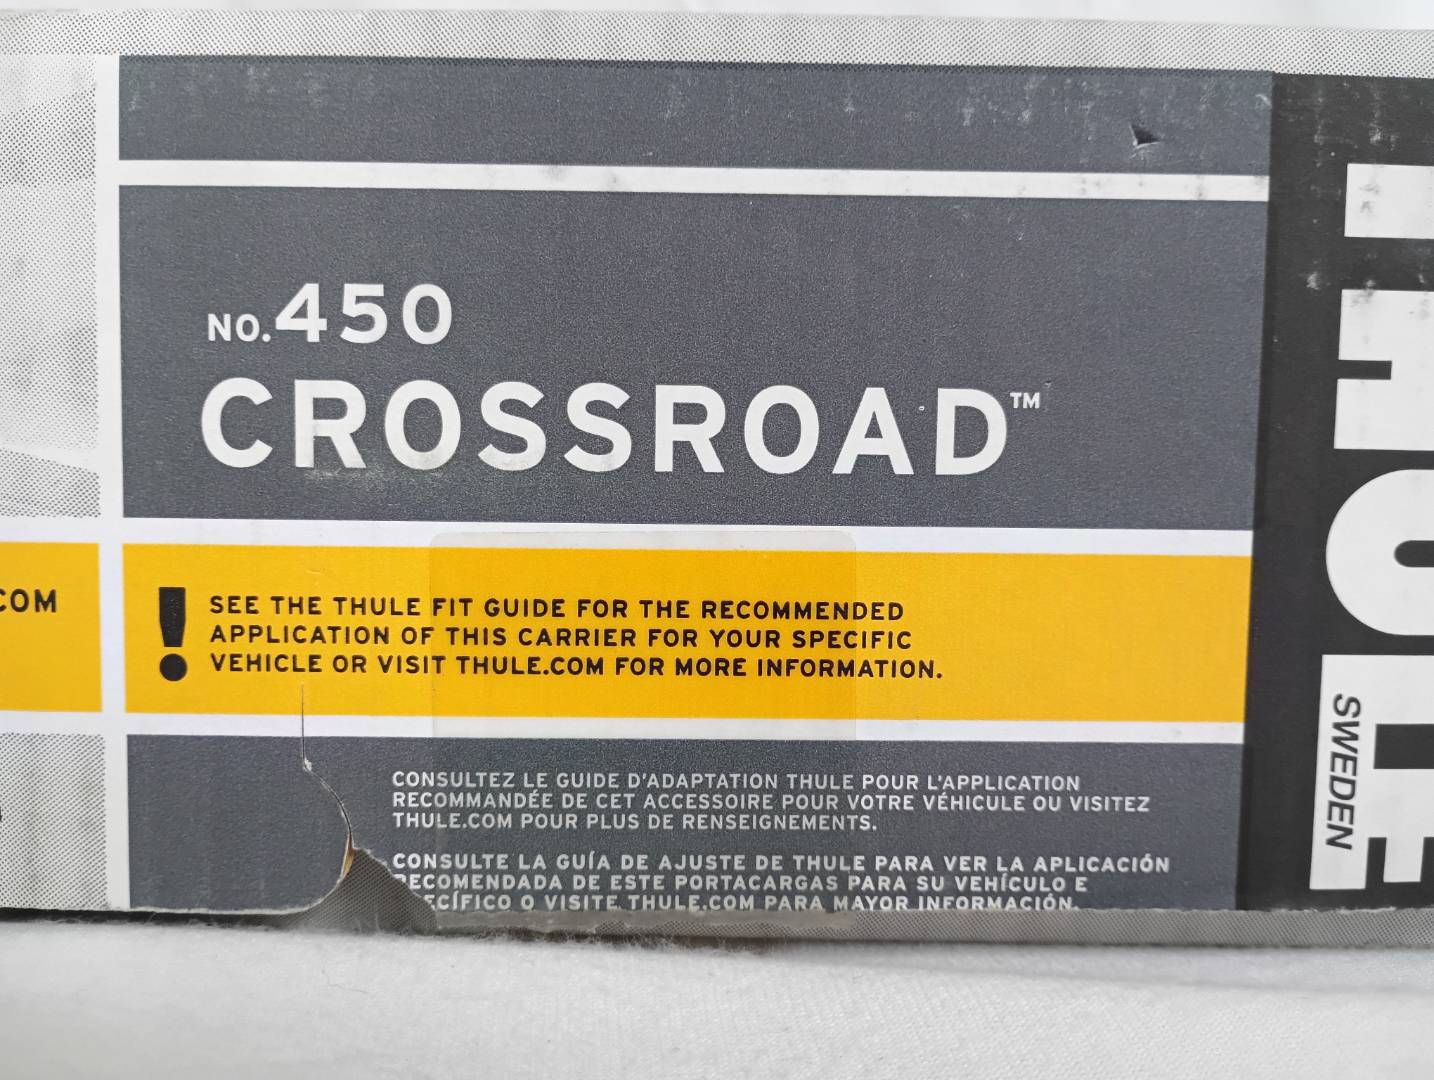 NO.450
CROSSROAD™
COM
! SEE THE THULE FIT GUIDE FOR THE RECOMMENDED
APPLICATION OF THIS CARRIER FOR YOUR SPECIFIC
VEHICLE OR VISIT THULE.COM FOR MORE INFORMATION.
CONSULTEZ LE GUIDE D'ADAPTATION THULE POUR L'APPLICATION
RECOMMANDÉE DE CET ACCESSOIRE POUR VOTRE VÉHICULE OU VISITEZ
THULE.COM POUR PLUS DE RENSEIGNEMENTS.
CONSULTE LA GUÍA DE AJUSTE DE THULE PARA VER LA APLICACIÓN
RECOMENDADA DE ESTE PORTACARGAS PARA SU VEHÍCULO E
ECÍFICO O VISITE THULE.COM PARA MAYOR INFORMACIÓN.
THULE
SWEDEN